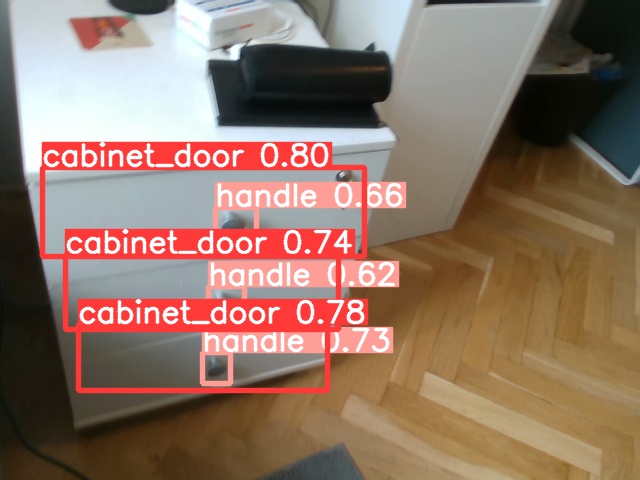 cabinet_door 0.80
handle 0.66
cabinet_door 0.74
handle 0.62
cabinet_door 0.78
handle 0.73